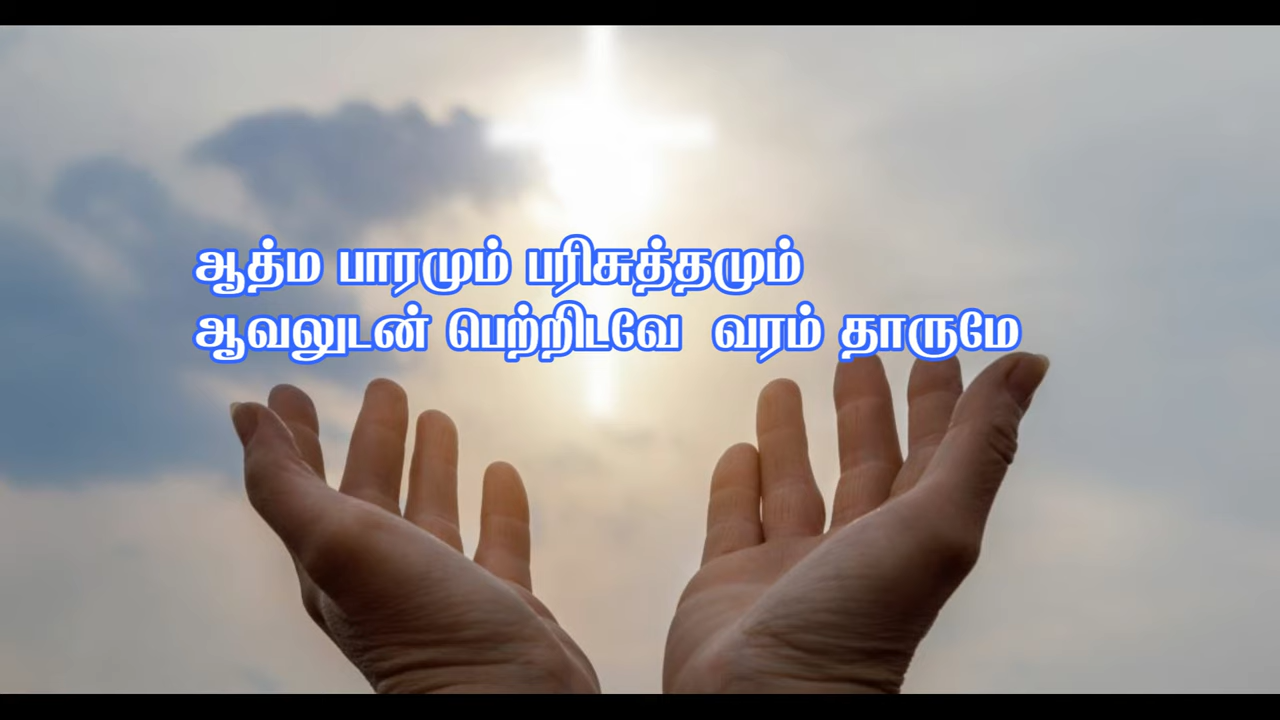 ஆத்ம பாரமும் பரிசுத்தமும்
ஆவலுடன் பெற்றிடவே வரம் தாருமே